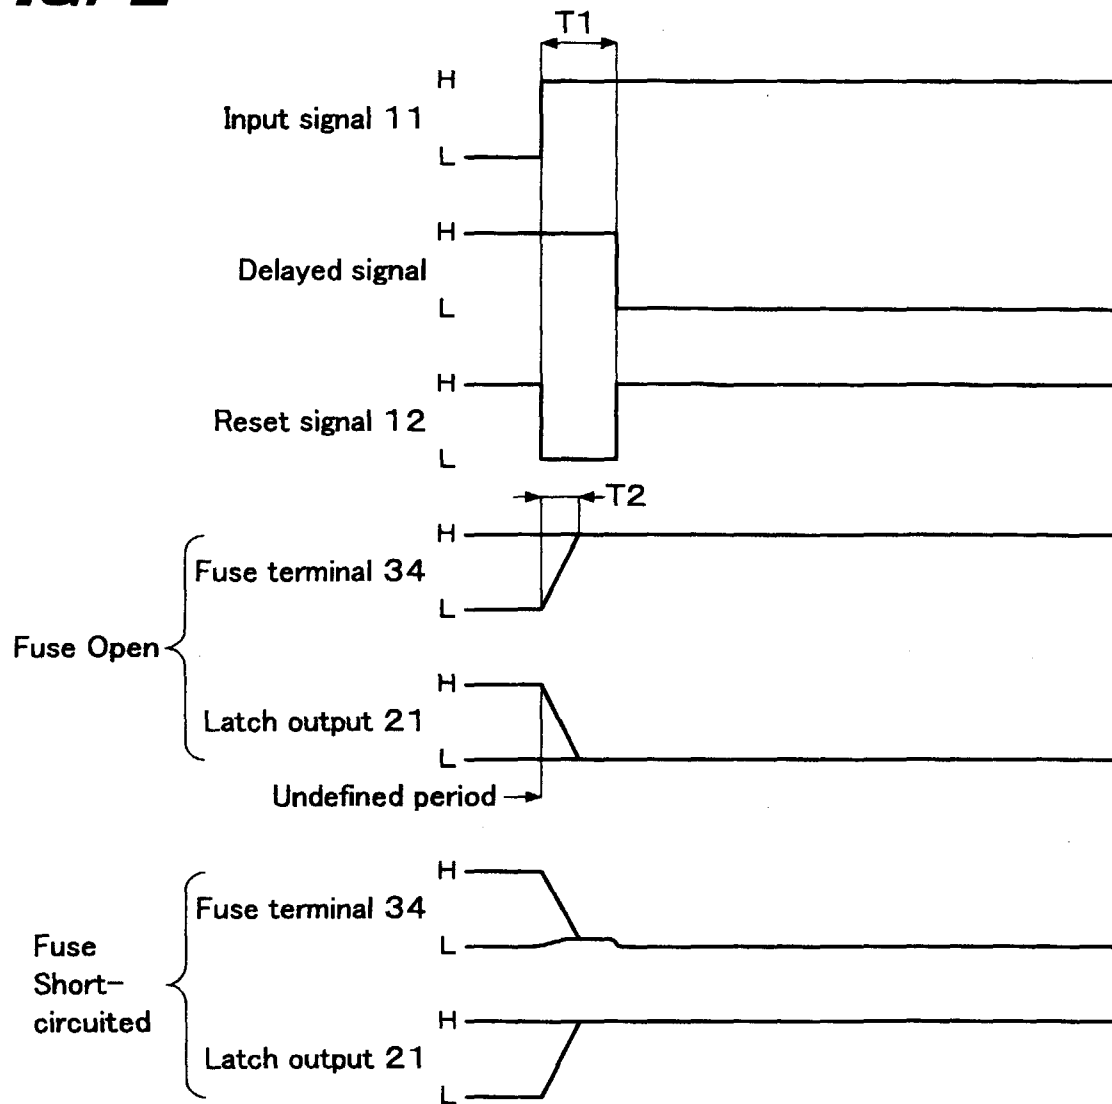 T1
H
Input signal 11
L
H
Delayed signal
L
H
Reset signal 12
L
T2
H
Fuse terminal 34
L
Fuse Open
H
Latch output 21
L
Undefined period
H
Fuse terminal 34
L
Fuse
Short-
circuited
H
Latch output 21
L